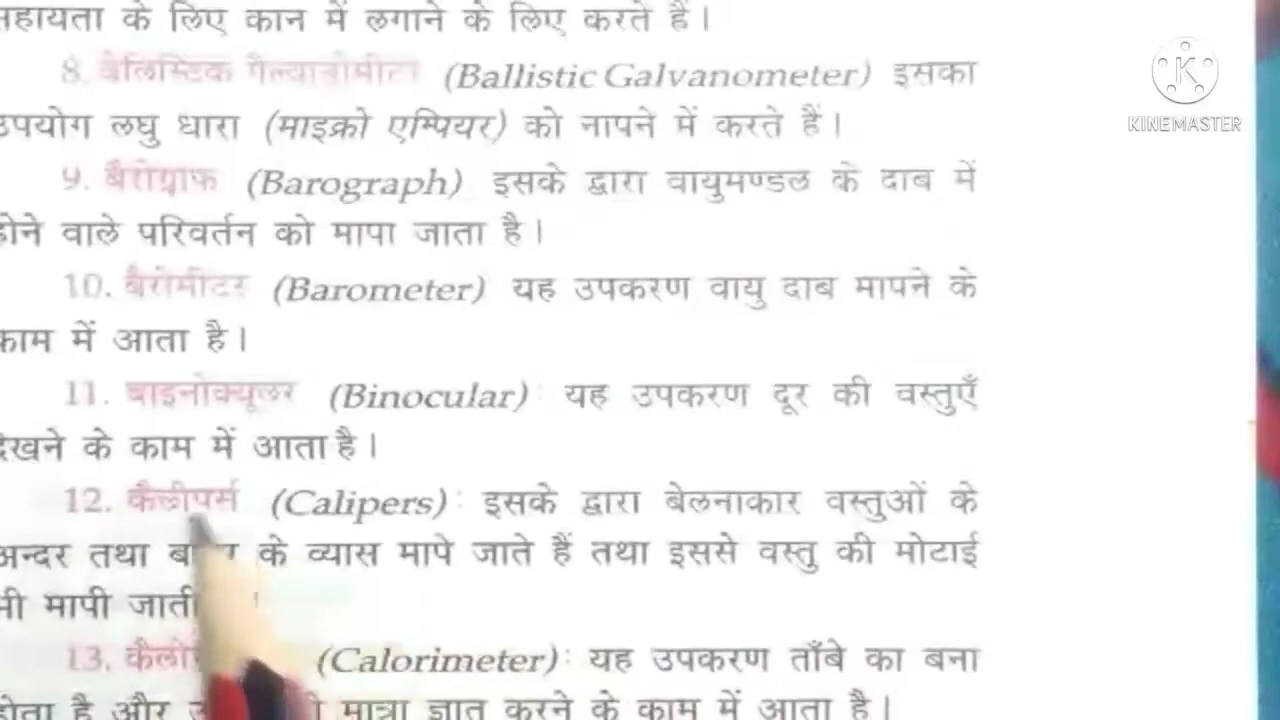 सहायता के लिए कान में लगाने के लिए करते हैं।
8. बेलिस्टिक गैल्वानोमीटर (Ballistic Galvanometer) इसका
उपयोग लघु धारा (माइक्रो एम्पियर) को नापने में करते हैं।
9. बैरोग्राफ (Barograph) इसके द्वारा वायुमण्डल के दाब में
होने वाले परिवर्तन को मापा जाता है।
10. बैरोमीटर (Barometer) यह उपकरण वायु दाब मापने के
काम में आता है।
11. बाइनोक्यूलर (Binocular) : यह उपकरण दूर की वस्तुएँ
देखने के काम में आता है।
12. कैलीपर्स (Calipers) : इसके द्वारा बेलनाकार वस्तुओं के
अन्दर तथा के व्यास मापे जाते हैं तथा इससे वस्तु की मोटाई
भी मापी जाती
13. (Calorimeter) : यह उपकरण ताँबे का बना
होता है और मात्रा ज्ञात करने के काम में आता है।
KINEMASTER